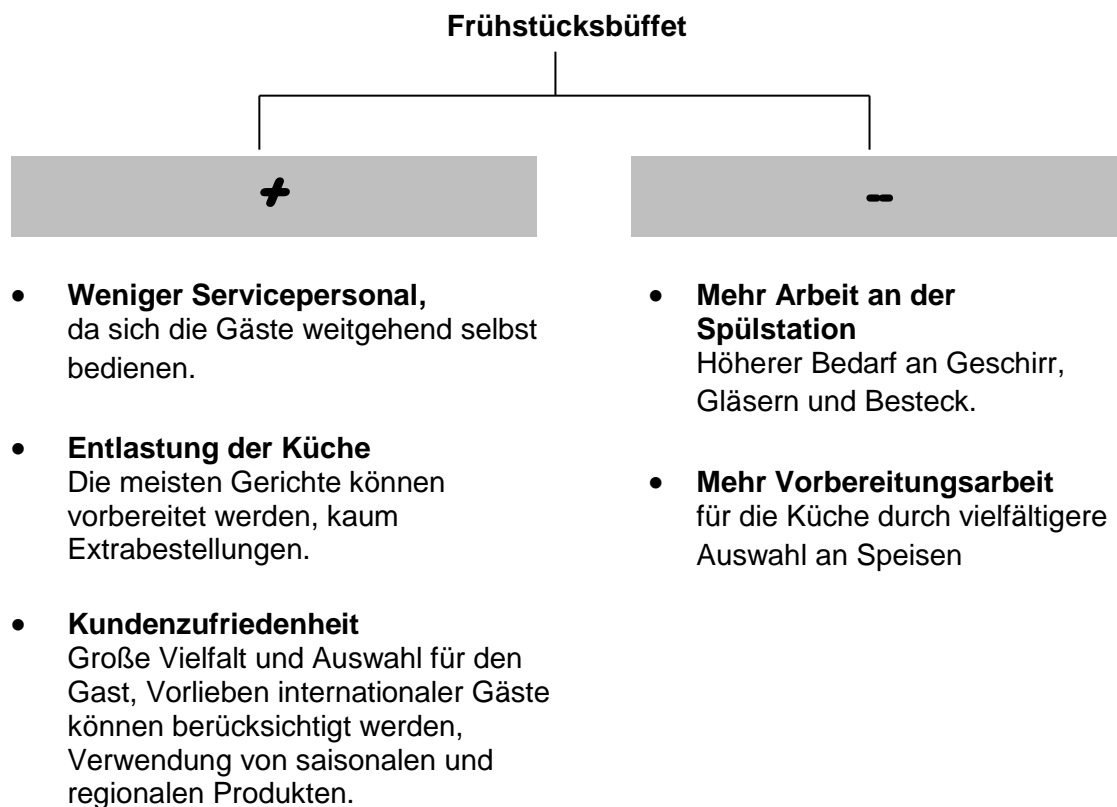 Frühstücksbüffet
+
• Weniger Servicepersonal,
da sich die Gäste weitgehend selbst
bedienen.
• Entlastung der Küche
Die meisten Gerichte können
vorbereitet werden, kaum
Extrabestellungen.
• Kundenzufriedenheit
Große Vielfalt und Auswahl für den
Gast, Vorlieben internationaler Gäste
können berücksichtigt werden,
Verwendung von saisonalen und
regionalen Produkten.
--
• Mehr Arbeit an der
Spülstation
Höherer Bedarf an Geschirr,
Gläsern und Besteck.
• Mehr Vorbereitungsarbeit
für die Küche durch vielfältigere
Auswahl an Speisen